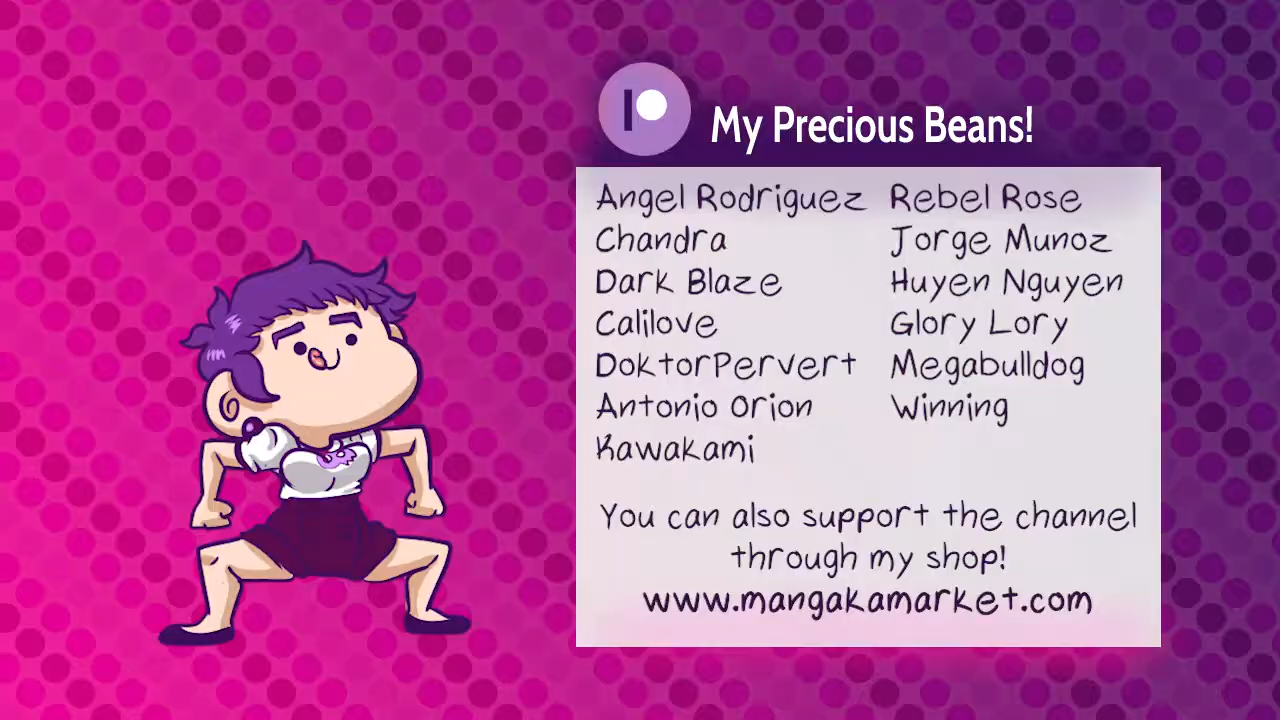 My Precious Beans!
Angel Rodriguez
Chandra
Dark Blaze
Calilove
DoktorPervert
Antonio Orion
Kawakami
Rebel Rose
Jorge Munoz
Huyen Nguyen
Glory Lory
Megabulldog
Winning
You can also support the channel
through my shop!
www.mangakamarket.com